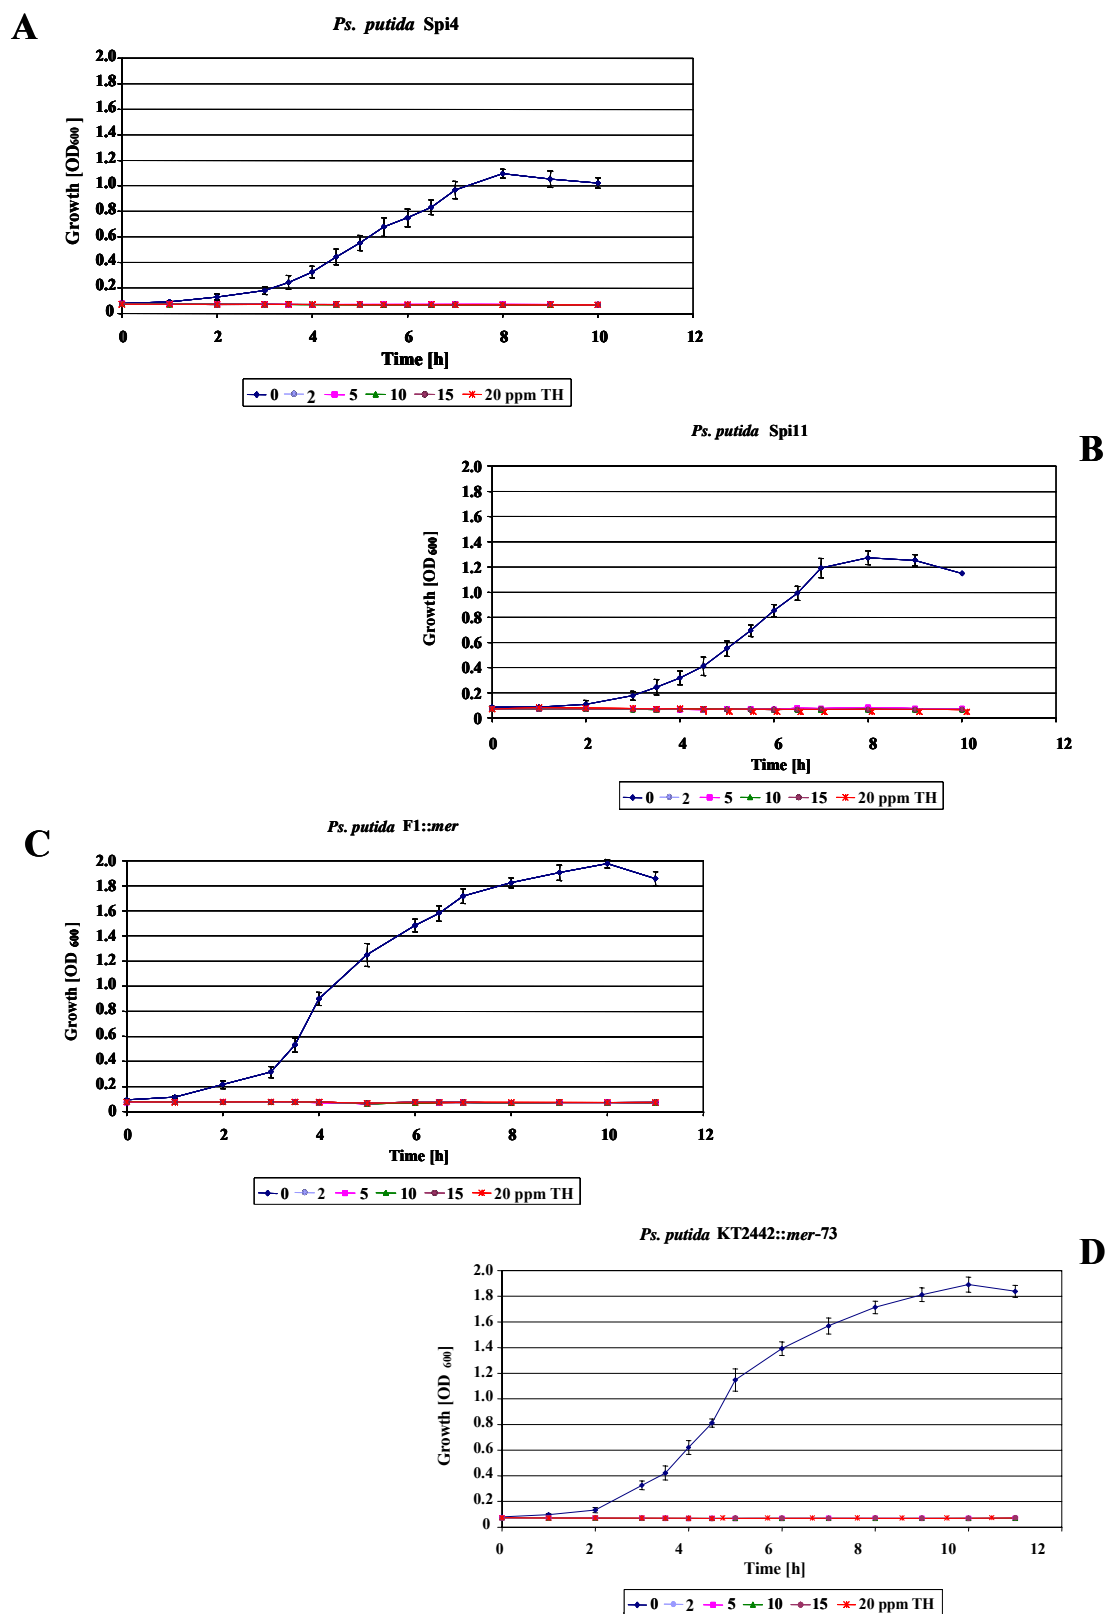 A
Ps. putida Spi4
2.0
1.8
1.6
1.4
1.2
1.0
0.8
0.6
0.4
0.2
0
Growth [OD600]
0 2 4 6 8 10 12
Time [h]
0 2 5 10 15 20 ppm TH
B
Ps. putida Spi11
2.0
1.8
1.6
1.4
1.2
1.0
0.8
0.6
0.4
0.2
0
Growth [OD 600]
0 2 4 6 8 10 12
Time [h]
0 2 5 10 15 20 ppm TH
C
Ps. putida F1::mer
2.0
1.8
1.6
1.4
1.2
1.0
0.8
0.6
0.4
0.2
0
Growth [OD 600]
0 2 4 6 8 10 12
Time [h]
0 2 5 10 15 20 ppm TH
D
Ps. putida KT2442::mer-73
2.0
1.8
1.6
1.4
1.2
1.0
0.8
0.6
0.4
0.2
0
Growth [OD 600]
0 2 4 6 8 10 12
Time [h]
0 2 5 10 15 20 ppm TH